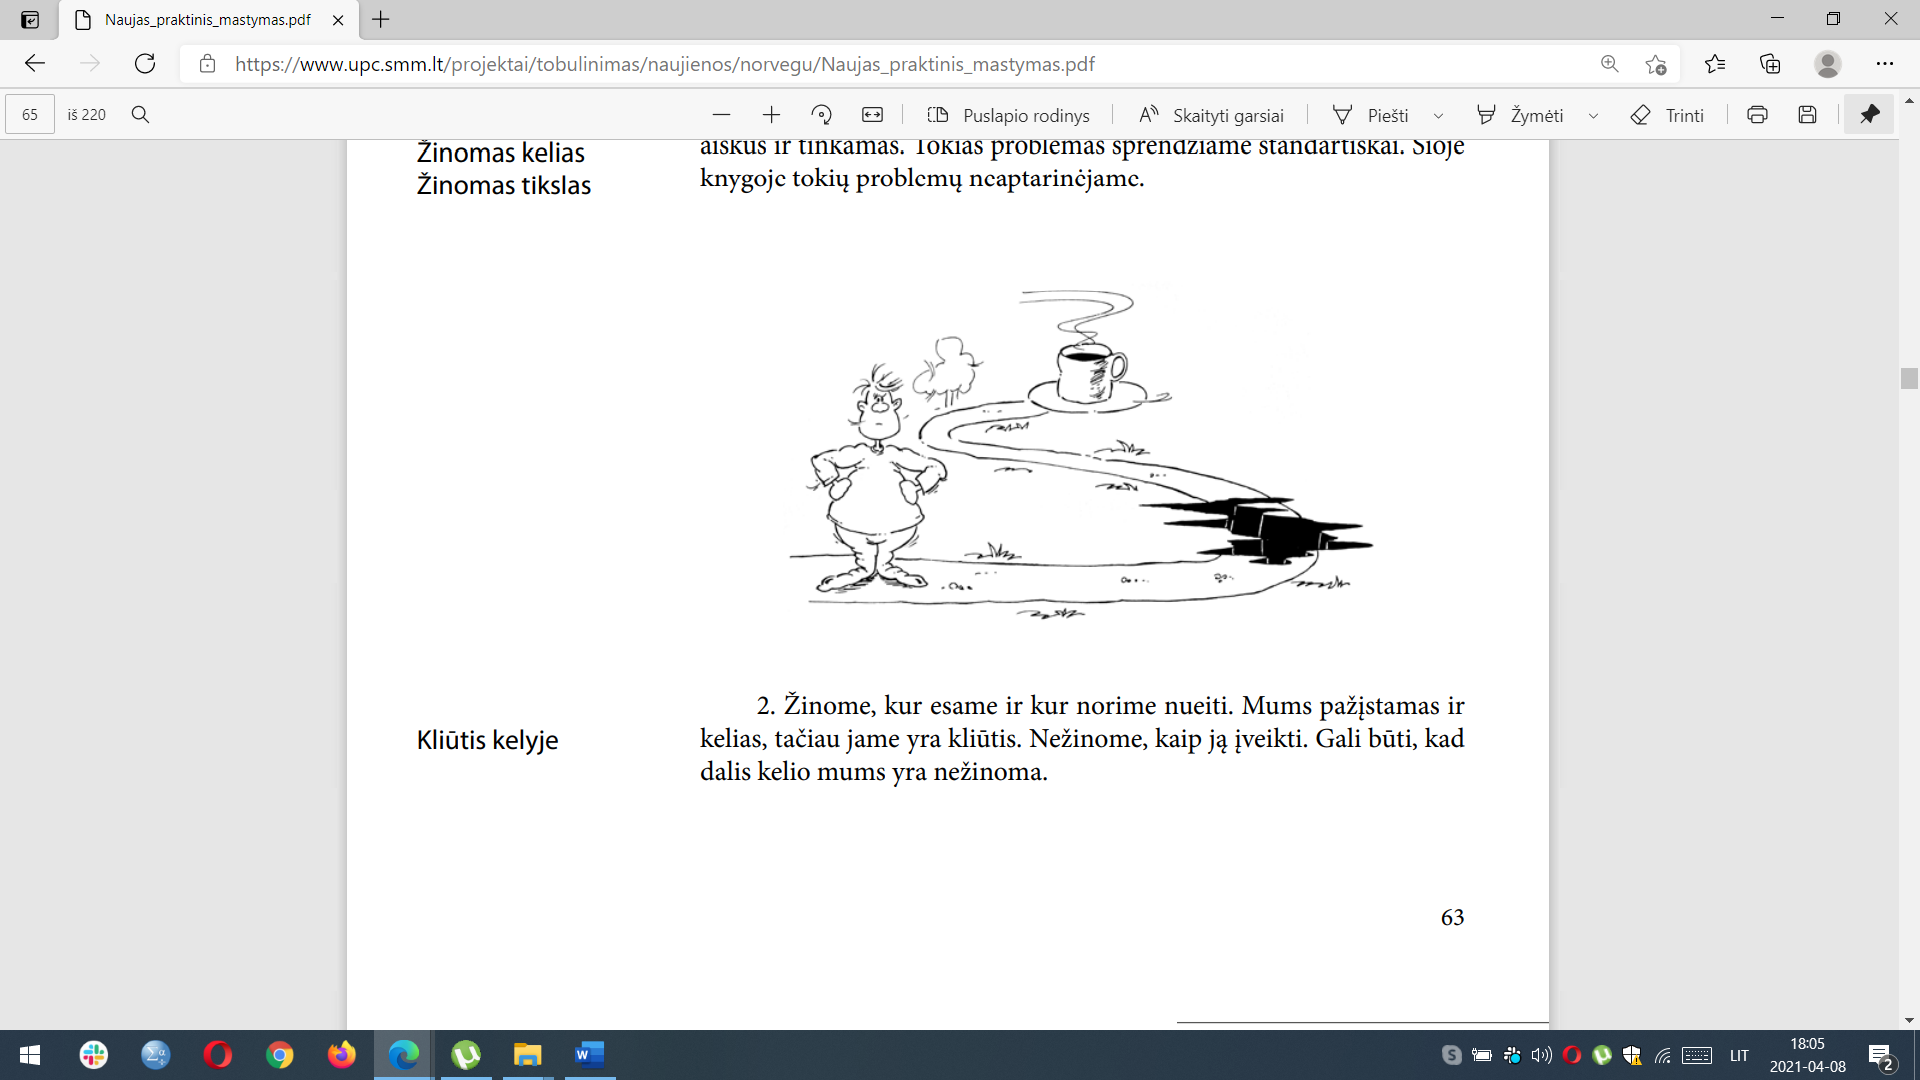 Naujas_praktinis_mastymas.pdf
https://www.upc.smm.lt/projektai/tobulinimas/naujienos/norvegu/Naujas_praktinis_mastymas.pdf
65 iš 220 Puslapio rodinys Skaityti garsiai Piešti Žymėti Trinti
Žinomas kelias
Žinomas tikslas
aiškus ir tinkamas. Tokias problemas sprendžiame standartiškai. Šioje
knygoje tokių problemų neaptarinėjame.
2. Žinome, kur esame ir kur norime nueiti. Mums pažįstamas ir
kelias, tačiau jame yra kliūtis. Nežinome, kaip ją įveikti. Gali būti, kad
dalis kelio mums yra nežinoma.
Kliūtis kelyje
63
LIT
18:05
2021-04-08
2